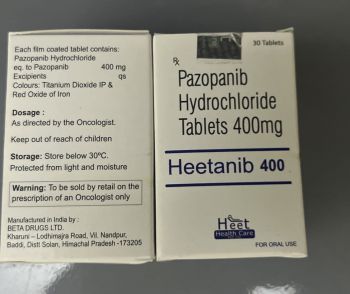 Each film coated tablet contains:
Pazopanib Hydrochloride
eq. to Pazopanib 400 mg
Excipients qs
Colours: Titanium Dioxide IP &
Red Oxide of Iron
Dosage :
As directed by the Oncologist.
Keep out of reach of children
Storage: Store below 30ºC.
Protected from light and moisture
Warning: To be sold by retail on the
prescription of an Oncologist only
Manufactured in India by :
BETA DRUGS LTD.
Kharuni – Lodhimajra Road, Vil. Nandpur,
Baddi, Distt Solan, Himachal Pradesh -173205
30 Tablets
Rx
Pazopanib
Hydrochloride
Tablets 400mg
Heetanib 400
Heet
Health Care
FOR ORAL USE